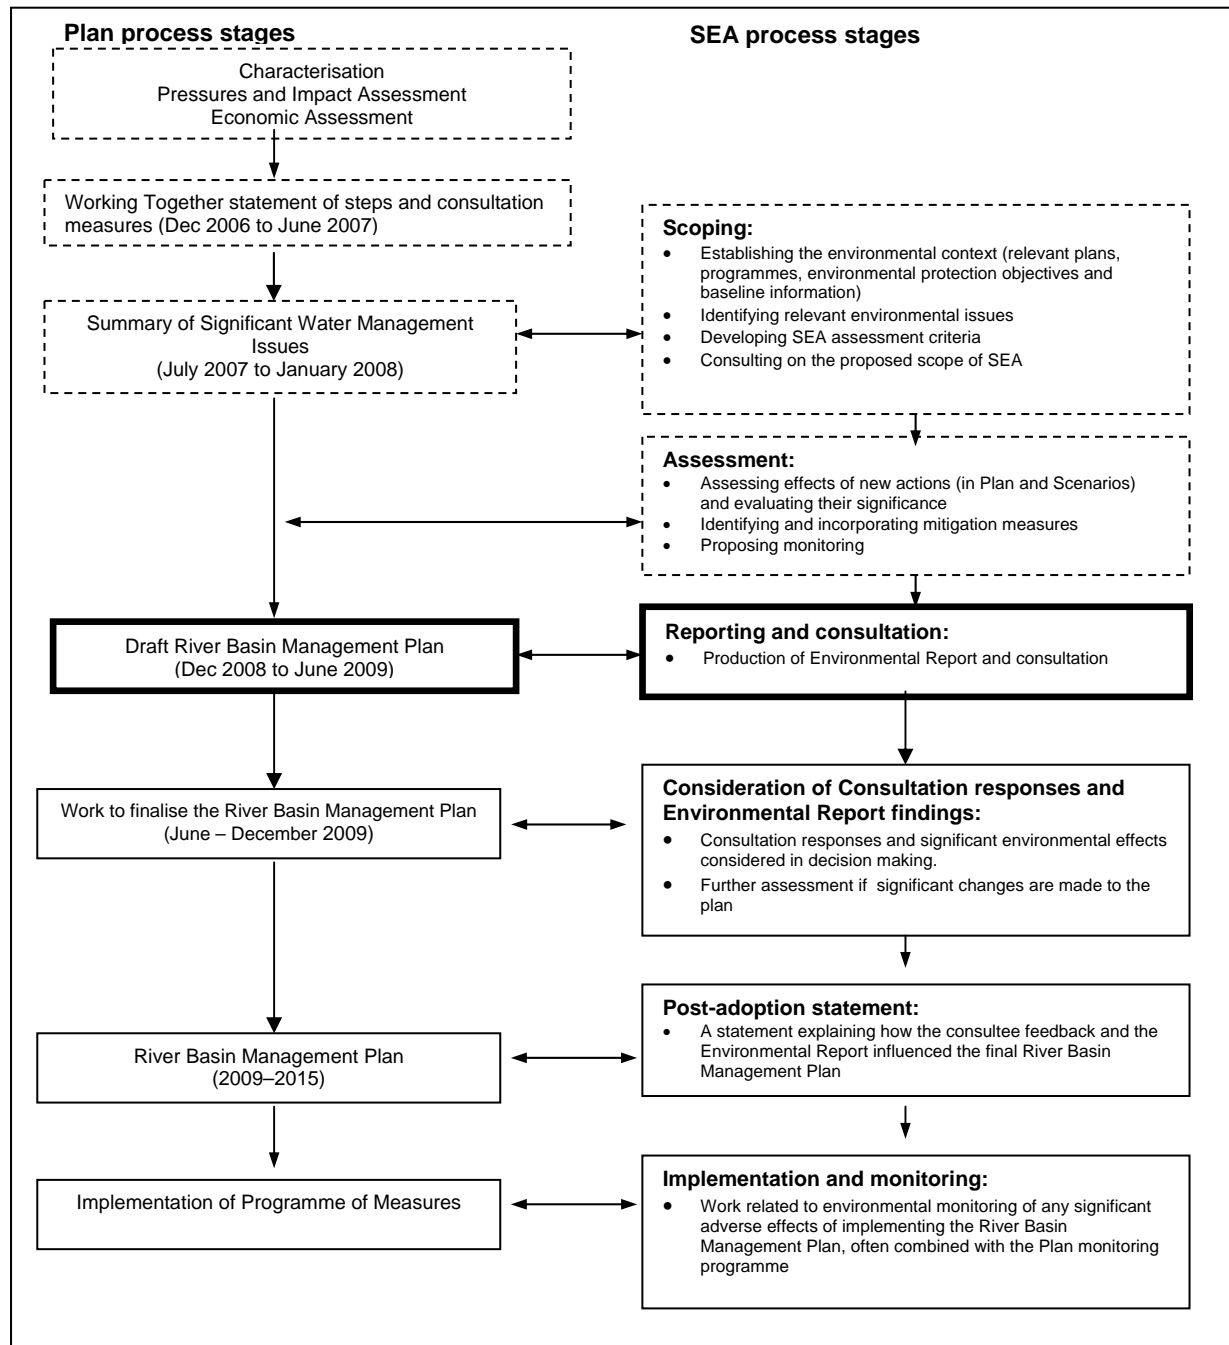 Plan process stages
SEA process stages
Characterisation
Pressures and Impact Assessment
Economic Assessment
Working Together statement of steps and consultation
measures (Dec 2006 to June 2007)
Scoping:
• Establishing the environmental context (relevant plans,
programmes, environmental protection objectives and
baseline information)
• Identifying relevant environmental issues
• Developing SEA assessment criteria
• Consulting on the proposed scope of SEA
Summary of Significant Water Management
Issues
(July 2007 to January 2008)
Assessment:
• Assessing effects of new actions (in Plan and Scenarios)
and evaluating their significance
• Identifying and incorporating mitigation measures
• Proposing monitoring
Draft River Basin Management Plan
(Dec 2008 to June 2009)
Reporting and consultation:
• Production of Environmental Report and consultation
Work to finalise the River Basin Management Plan
(June – December 2009)
Consideration of Consultation responses and
Environmental Report findings:
• Consultation responses and significant environmental effects
considered in decision making.
• Further assessment if significant changes are made to the
plan
River Basin Management Plan
(2009–2015)
Post-adoption statement:
• A statement explaining how the consultee feedback and the
Environmental Report influenced the final River Basin
Management Plan
Implementation of Programme of Measures
Implementation and monitoring:
• Work related to environmental monitoring of any significant
adverse effects of implementing the River Basin
Management Plan, often combined with the Plan monitoring
programme